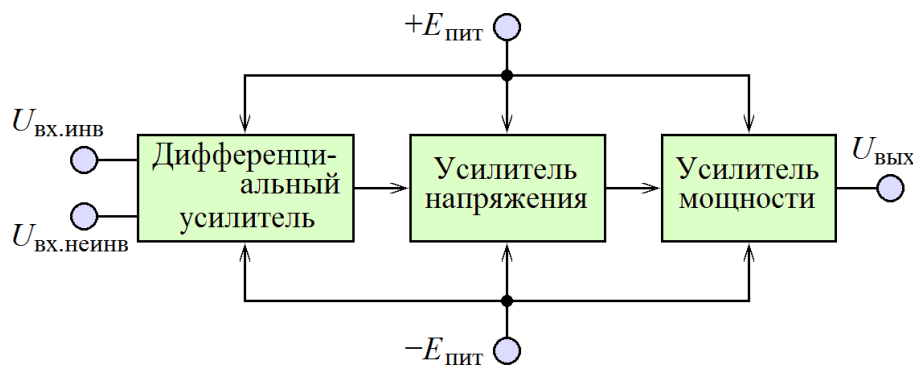 +Eпит
Uвх.инв
Uвх.неинв
Дифференци-
альный
усилитель
Усилитель
напряжения
Усилитель
мощности
Uвых
−Eпит